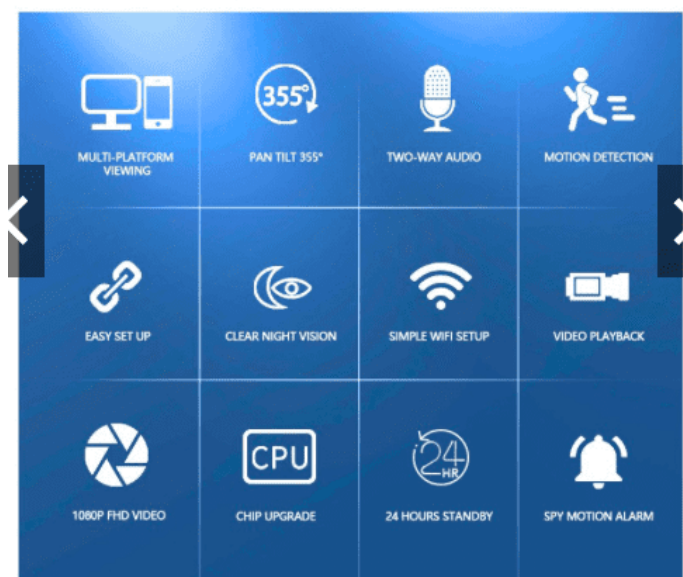 355°
MULTI-PLATFORM
VIEWING
PAN TILT 355°
TWO-WAY AUDIO
MOTION DETECTION
EASY SET UP
CLEAR NIGHT VISION
SIMPLE WIFI SETUP
VIDEO PLAYBACK
CPU
24
HR
1080P FHD VIDEO
CHIP UPGRADE
24 HOURS STANDBY
SPY MOTION ALARM